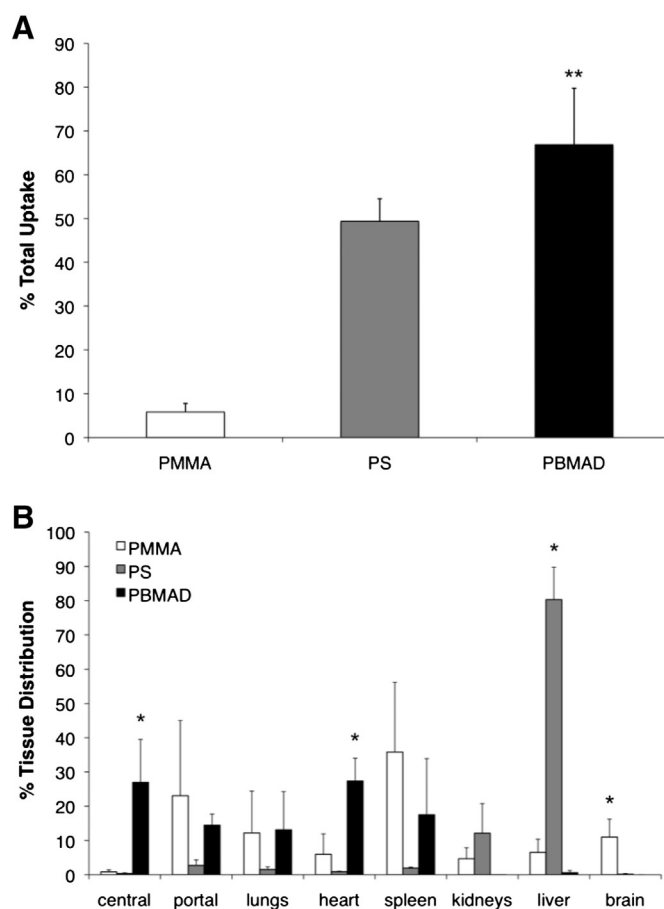 A
90
80
70
60
50
40
30
20
10
0
% Total Uptake
**
PMMA PS PBMAD
B
100
90
80
70
60
50
40
30
20
10
0
% Tissue Distribution
PMMA
PS
PBMAD
* * * *
central portal lungs heart spleen kidneys liver brain